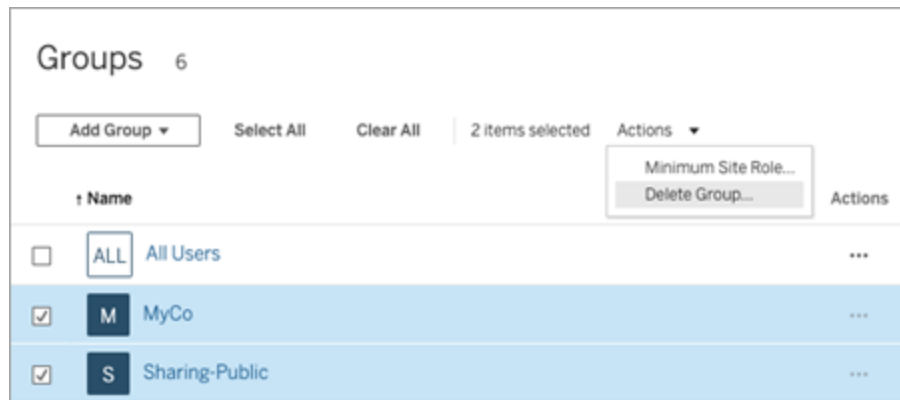 Groups 6
Add Group ▾ Select All Clear All 2 items selected Actions ▾
Minimum Site Role...
Delete Group...
↑ Name Actions
ALL All Users ...
M MyCo ...
S Sharing-Public ...